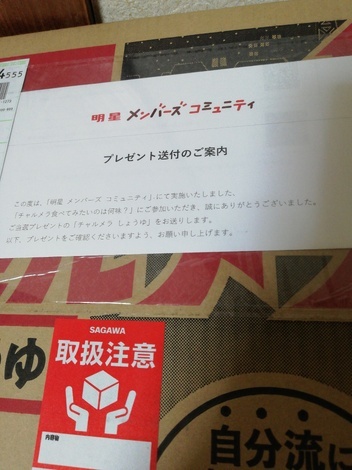 4555
明星 メンバーズ コミュニティ
プレゼント送付のご案内
この度は、「明星 メンバーズ コミュニティ」にて実施いたしました、
「チャルメラ食べてみたいのは何味？」にご参加いただき、誠にありがとうございました。
ご当選プレゼントの「チャルメラ しょうゆ」をお送りします。
以下、プレゼントをご確認くださいますよう、お願い申し上げます。
ゆ
SAGAWA
取扱注意
内容物
自分流に